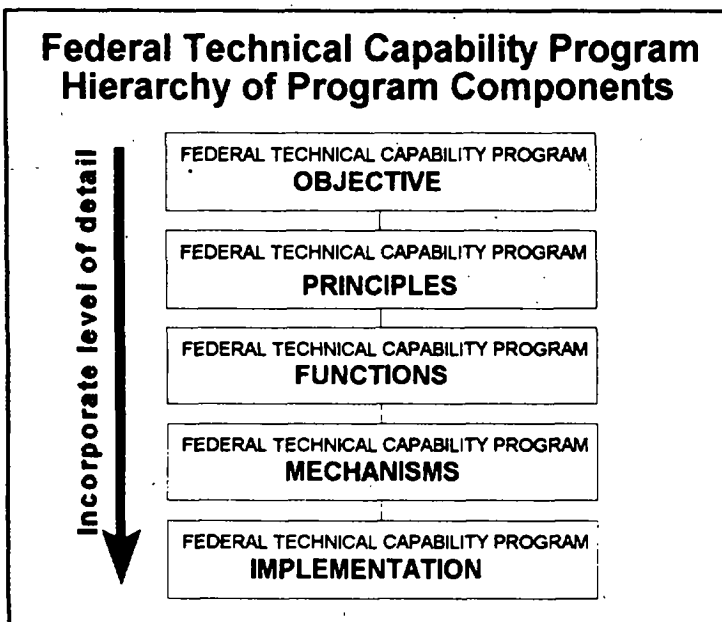 Federal Technical Capability Program
Hierarchy of Program Components
Incorporate level of detail
FEDERAL TECHNICAL CAPABILITY PROGRAM
OBJECTIVE
FEDERAL TECHNICAL CAPABILITY PROGRAM
PRINCIPLES
FEDERAL TECHNICAL CAPABILITY PROGRAM
FUNCTIONS
FEDERAL TECHNICAL CAPABILITY PROGRAM
MECHANISMS
FEDERAL TECHNICAL CAPABILITY PROGRAM
IMPLEMENTATION